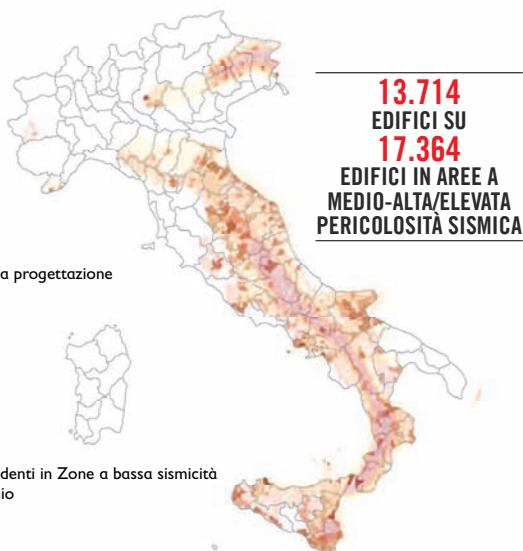 13.714
EDIFICI SU
17.364
EDIFICI IN AREE A
MEDIO-ALTA/ELEVATA
PERICOLOSITÀ SISMICA
a progettazione
denti in Zone a bassa sismicità
io